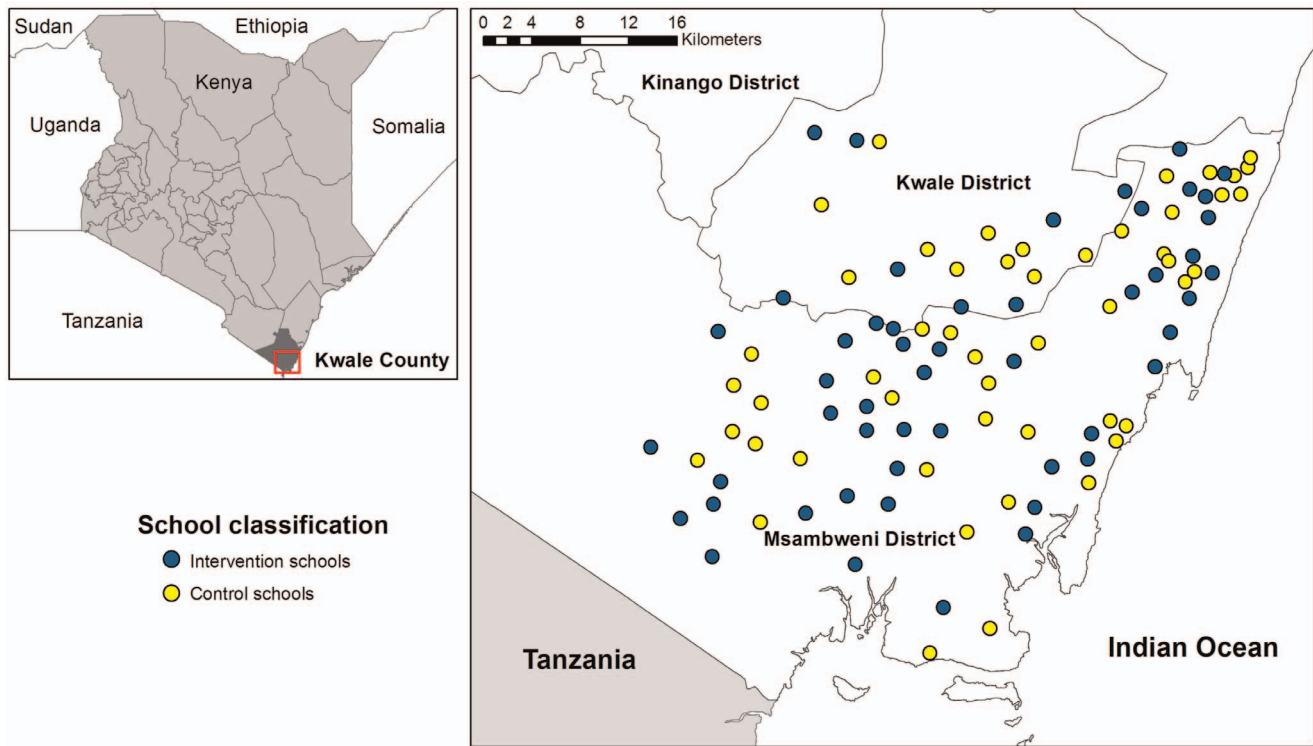 Sudan
Ethiopia
Kenya
Uganda
Somalia
Tanzania
Kwale County
School classification
Intervention schools
Control schools
0 2 4 8 12 16
Kilometers
Kinango District
Kwale District
Msambweni District
Tanzania
Indian Ocean